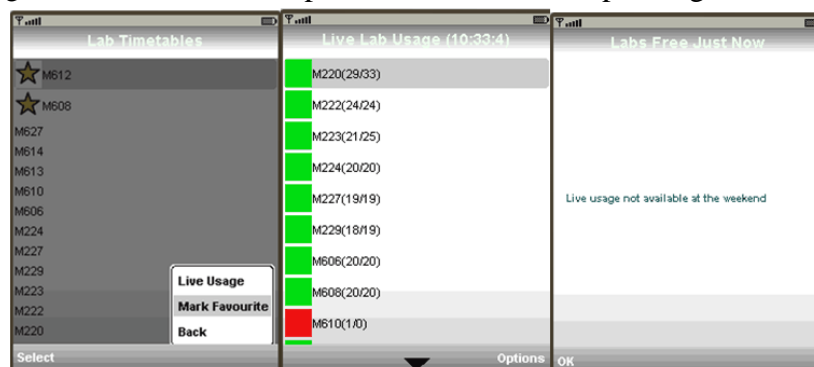 Lab Timetables
M612
M608
M627
M614
M613
M610
M606
M224
M227
M229
M223
M222
M220
Live Usage
Mark Favourite
Back
Select
Live Lab Usage (10:33:4)
M220(29/33)
M222(24/24)
M223(21/25)
M224(20/20)
M227(19/19)
M229(18/19)
M606(20/20)
M608(20/20)
M610(1/0)
Options
Labs Free Just Now
Live usage not available at the weekend
OK